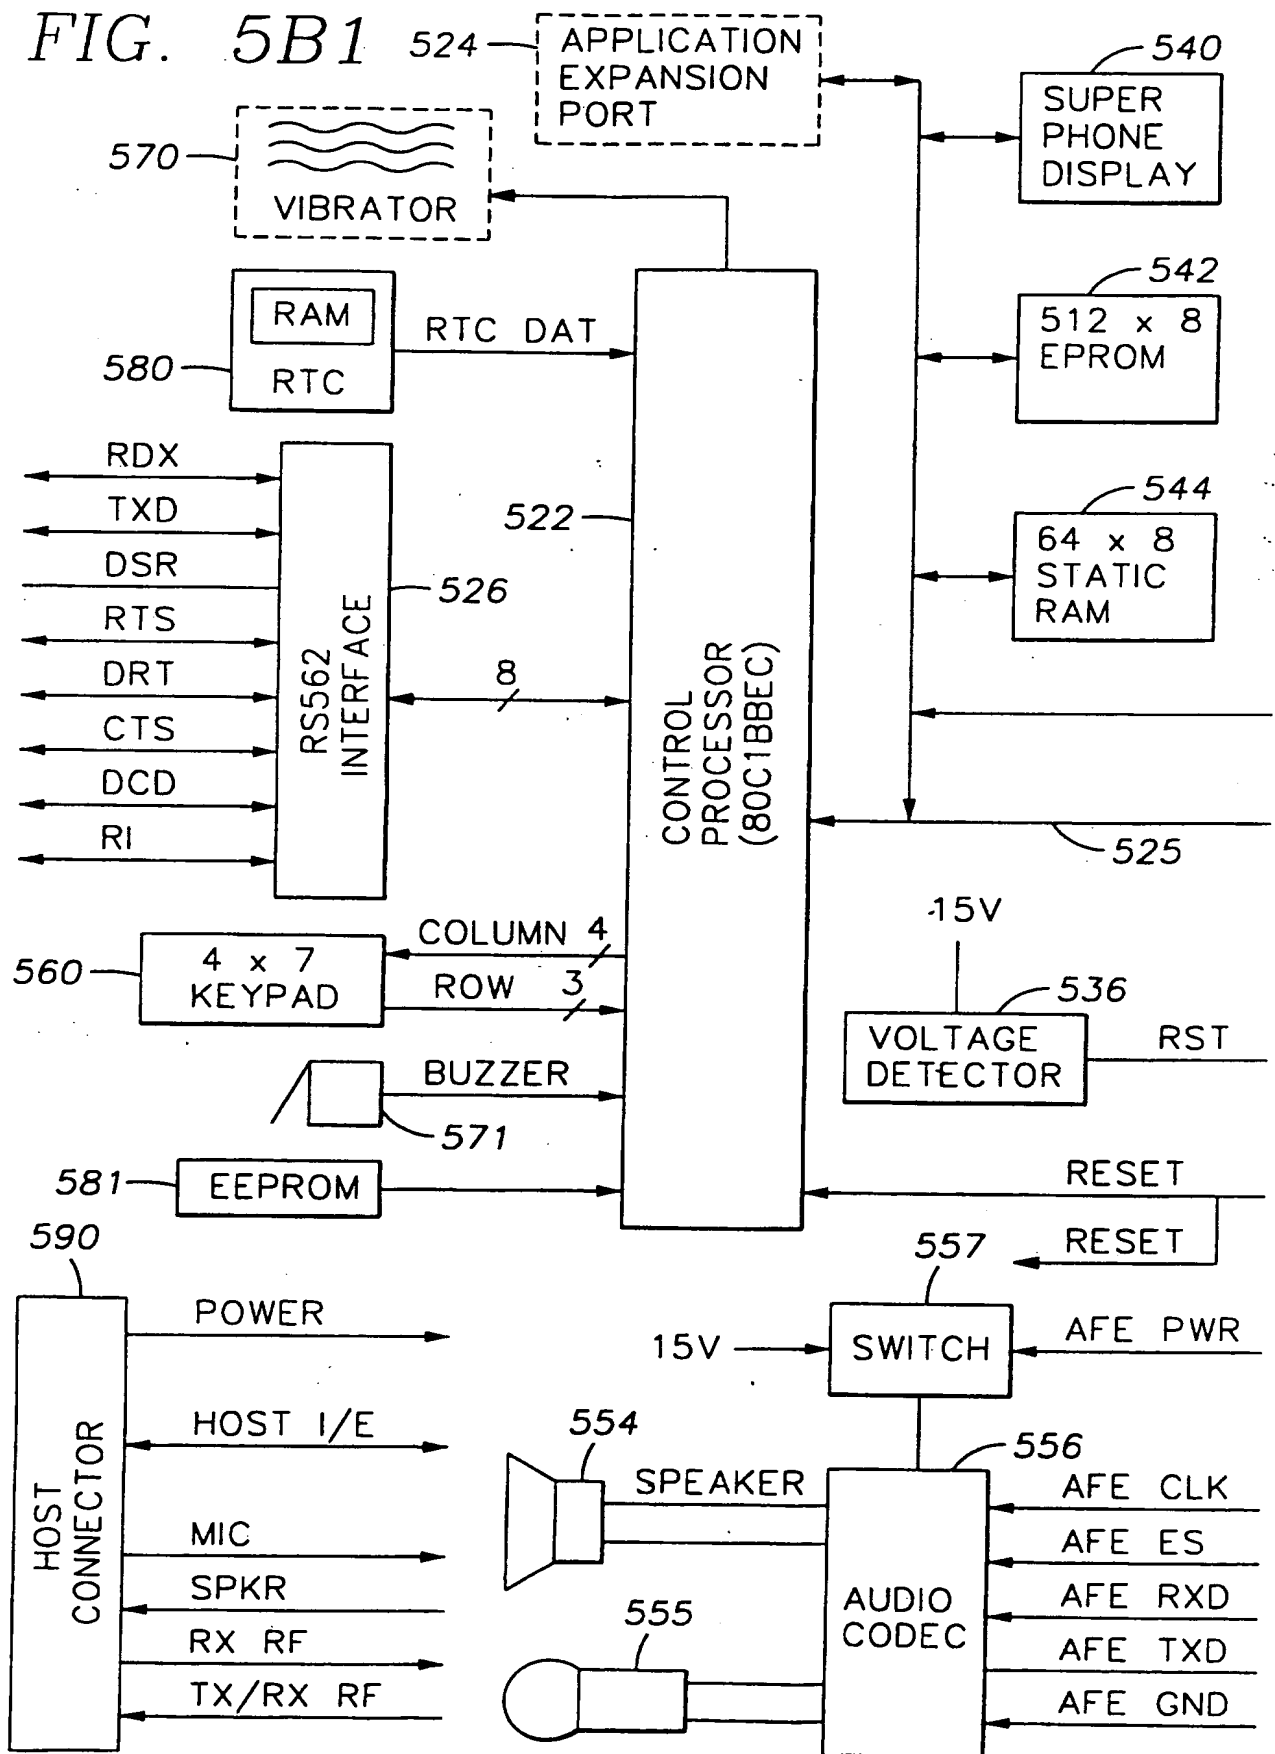 FIG. 5B1
524
APPLICATION
EXPANSION
PORT
540
SUPER
PHONE
DISPLAY
570
VIBRATOR
542
512 x 8
EPROM
RAM
RTC
580
RTC DAT
544
64 x 8
STATIC
RAM
RDX
TXD
DSR
RTS
DRT
CTS
DCD
RI
RS562
INTERFACE
526
8
522
CONTROL
PROCESSOR
(80C1BBEC)
525
560
4 x 7
KEYPAD
COLUMN 4
ROW 3
15V
536
VOLTAGE
DETECTOR
RST
BUZZER
571
581
EEPROM
RESET
RESET
590
HOST
CONNECTOR
POWER
HOST I/E
MIC
SPKR
RX RF
TX/RX RF
557
15V
SWITCH
AFE PWR
554
SPEAKER
555
556
AUDIO
CODEC
AFE CLK
AFE ES
AFE RXD
AFE TXD
AFE GND